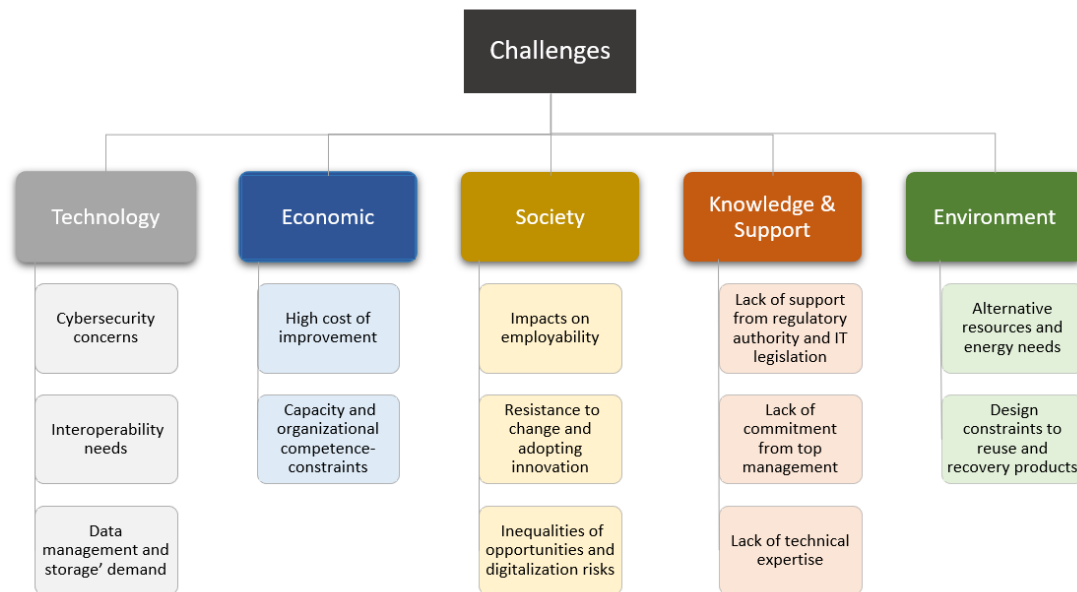 Challenges
Technology
Economic
Society
Knowledge &
Support
Environment
Cybersecurity
concerns
Interoperability
needs
Data
management and
storage’ demand
High cost of
improvement
Capacity and
organizational
competence-
constraints
Impacts on
employability
Resistance to
change and
adopting
innovation
Inequalities of
opportunities and
digitalization risks
Lack of support
from regulatory
authority and IT
legislation
Lack of
commitment
from top
management
Lack of technical
expertise
Alternative
resources and
energy needs
Design
constraints to
reuse and
recovery products